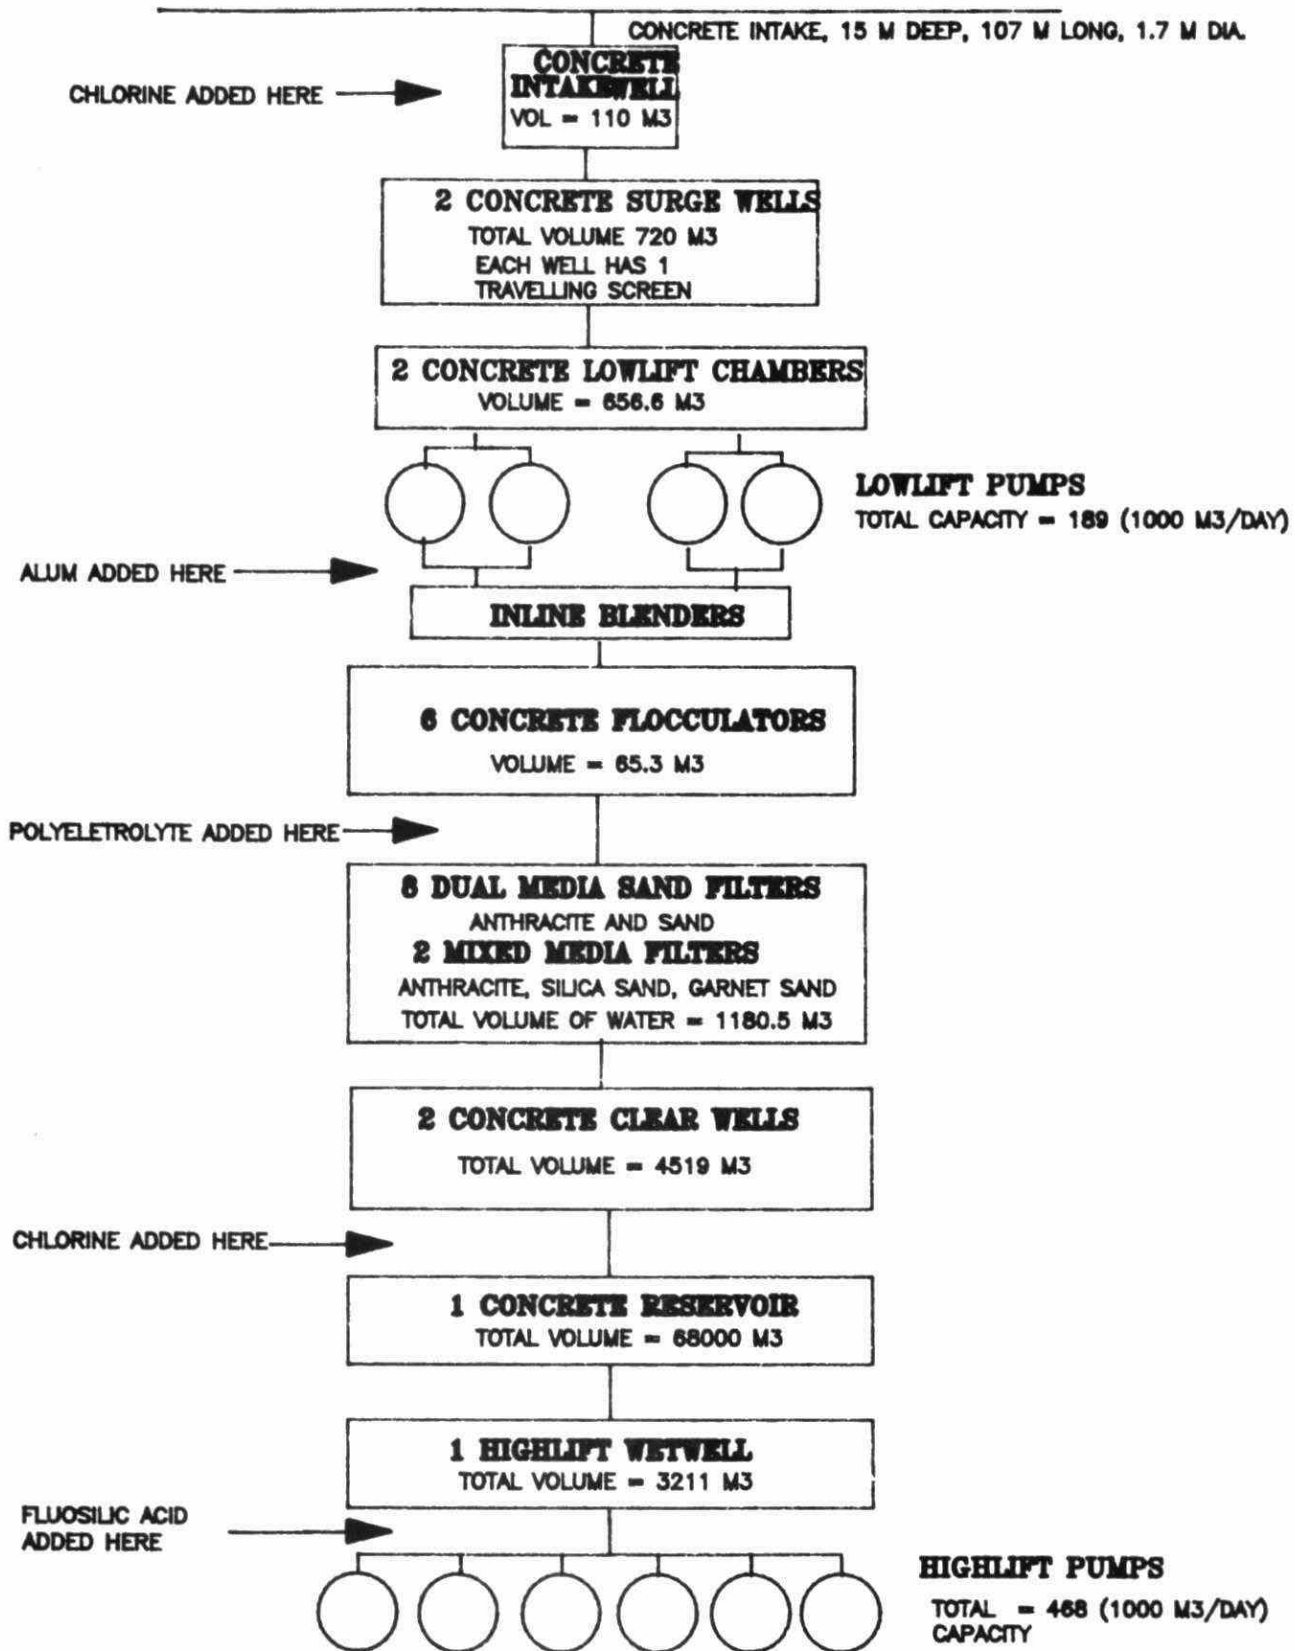 CONCRETE INTAKE, 15 M DEEP, 107 M LONG, 1.7 M DIA.
CONCRETE
INTAKEWELL
VOL = 110 M3
CHLORINE ADDED HERE
2 CONCRETE SURGE WELLS
TOTAL VOLUME 720 M3
EACH WELL HAS 1
TRAVELLING SCREEN
2 CONCRETE LOWLIFT CHAMBERS
VOLUME = 656.6 M3
LOWLIFT PUMPS
TOTAL CAPACITY = 189 (1000 M3/DAY)
ALUM ADDED HERE
INLINE BLENDERS
6 CONCRETE FLOCCULATORS
VOLUME = 65.3 M3
POLYELETROLYTE ADDED HERE
8 DUAL MEDIA SAND FILTERS
ANTHRACITE AND SAND
2 MIXED MEDIA FILTERS
ANTHRACITE, SILICA SAND, GARNET SAND
TOTAL VOLUME OF WATER = 1180.5 M3
2 CONCRETE CLEAR WELLS
TOTAL VOLUME = 4519 M3
CHLORINE ADDED HERE
1 CONCRETE RESERVOIR
TOTAL VOLUME = 68000 M3
1 HIGHLIFT WETWELL
TOTAL VOLUME = 3211 M3
FLUOSILIC ACID
ADDED HERE
HIGHLIFT PUMPS
TOTAL = 468 (1000 M3/DAY)
CAPACITY